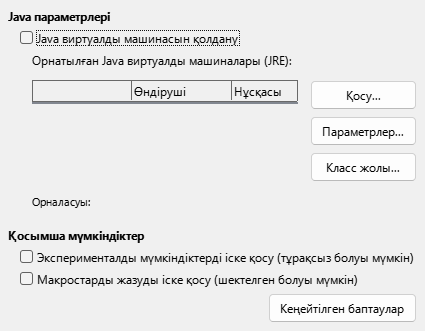 Java параметрлері
Java виртуалды машинасын қолдану
Орнатылған Java виртуалды машиналары (JRE):
Өндіруші Нұсқасы
Қосу...
Параметрлер...
Класс жолы...
Орналасуы:
Қосымша мүмкіндіктер
Эксперименталды мүмкіндіктерді іске қосу (тұрақсыз болуы мүмкін)
Макростарды жазуды іске қосу (шектелген болуы мүмкін)
Кеңейтілген баптаулар